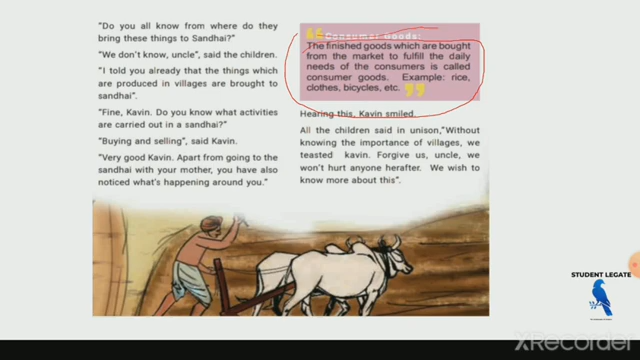 "Do you all know from where do they
bring these things to Sandhai?"
"We don't know, uncle", said the children.
"I told you already that the things which
are produced in villages are brought to
sandhai".
"Fine, Kavin. Do you know what activities
are carried out in a sandhai?"
"Buying and selling", said Kavin.
"Very good Kavin. Apart from going to the
sandhai with your mother, you have also
noticed what's happening around you."
Consumer Goods:
The finished goods which are bought
from the market to fulfill the daily
needs of the consumers is called
consumer goods. Example: rice,
clothes, bicycles, etc.
Hearing this, Kavin smiled.
All the children said in unison,"Without
knowing the importance of villages, we
teasted kavin. Forgive us, uncle, we
won't hurt anyone herafter. We wish to
know more about this".
STUDENT LEGATE
XRecorder